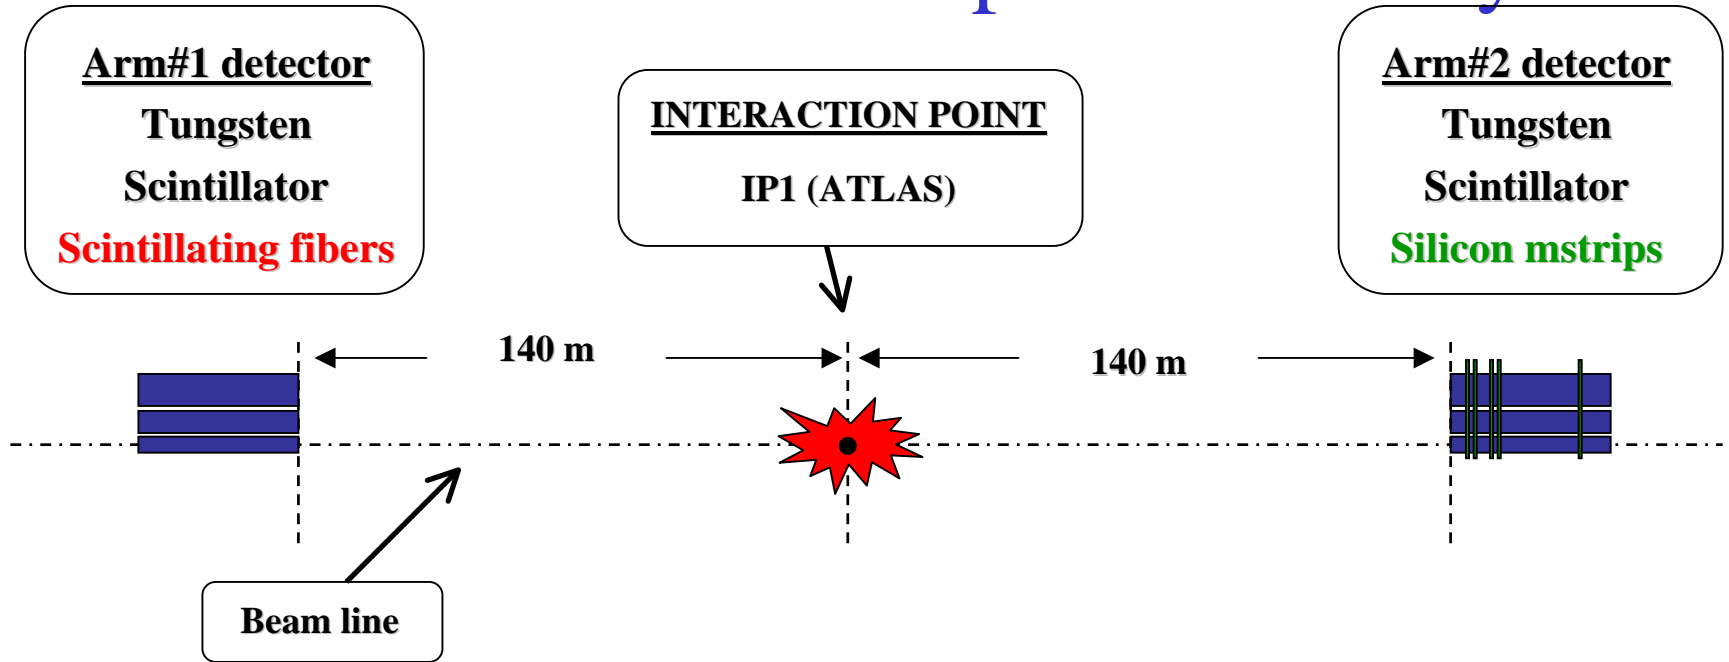 Arm#1 detector
Tungsten
Scintillator
Scintillating fibers
INTERACTION POINT
IP1 (ATLAS)
Arm#2 detector
Tungsten
Scintillator
Silicon mstrips
140 m
140 m
Beam line